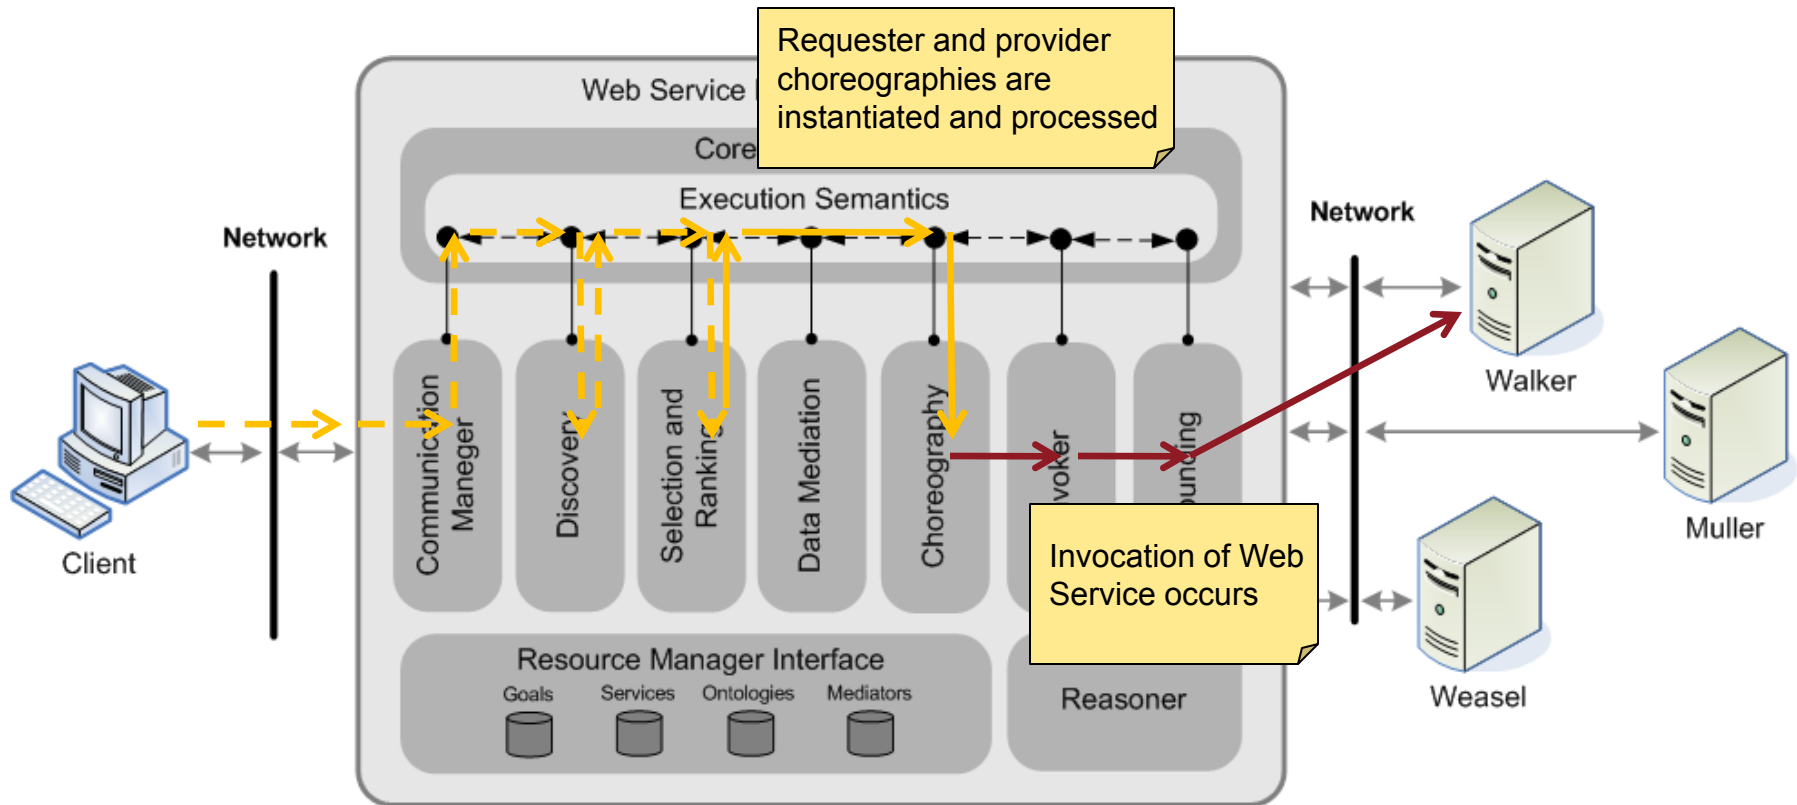 Requester and provider
choreographies are
instantiated and processed
Web Service
Core
Execution Semantics
Network
Network
Communication
Maneger
Discovery
Selection and
Ranking
Data Mediation
Choreography
voker
ounding
Invocation of Web
Service occurs
Resource Manager Interface
Goals
Services
Ontologies
Mediators
Reasoner
Client
Walker
Muller
Weasel